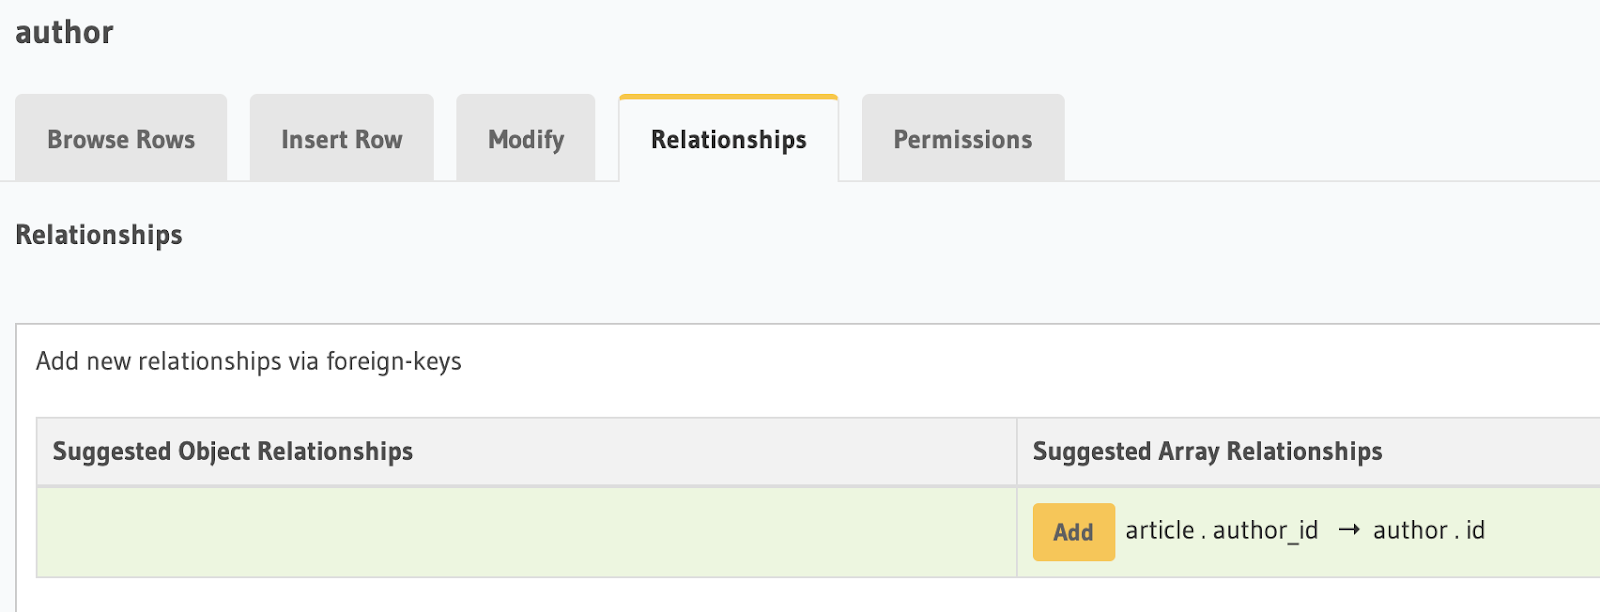 author
Browse Rows Insert Row Modify Relationships Permissions
Relationships
Add new relationships via foreign-keys
Suggested Object Relationships Suggested Array Relationships
Add article . author_id → author . id